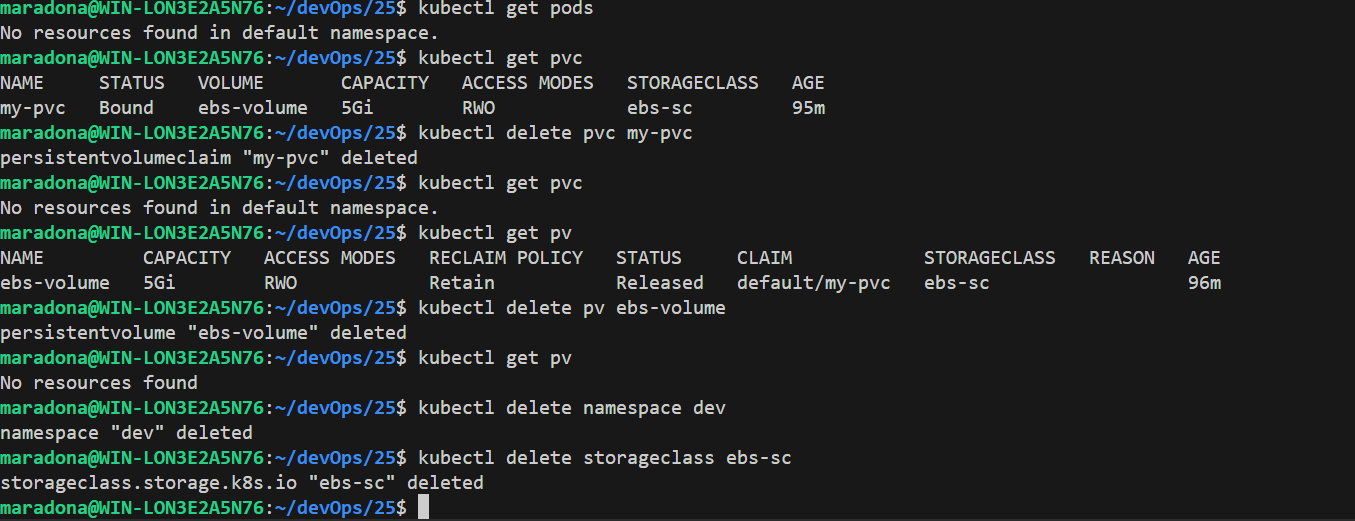 maradona@WIN-LON3E2A5N76:~/devOps/25$ kubectl get pods
No resources found in default namespace.
maradona@WIN-LON3E2A5N76:~/devOps/25$ kubectl get pvc
NAME     STATUS   VOLUME       CAPACITY   ACCESS MODES   STORAGECLASS   AGE
my-pvc   Bound    ebs-volume   5Gi        RWO            ebs-sc         95m
maradona@WIN-LON3E2A5N76:~/devOps/25$ kubectl delete pvc my-pvc
persistentvolumeclaim "my-pvc" deleted
maradona@WIN-LON3E2A5N76:~/devOps/25$ kubectl get pvc
No resources found in default namespace.
maradona@WIN-LON3E2A5N76:~/devOps/25$ kubectl get pv
NAME         CAPACITY   ACCESS MODES   RECLAIM POLICY   STATUS     CLAIM            STORAGECLASS   REASON   AGE
ebs-volume   5Gi        RWO            Retain           Released   default/my-pvc   ebs-sc                  96m
maradona@WIN-LON3E2A5N76:~/devOps/25$ kubectl delete pv ebs-volume
persistentvolume "ebs-volume" deleted
maradona@WIN-LON3E2A5N76:~/devOps/25$ kubectl get pv
No resources found
maradona@WIN-LON3E2A5N76:~/devOps/25$ kubectl delete namespace dev
namespace "dev" deleted
maradona@WIN-LON3E2A5N76:~/devOps/25$ kubectl delete storageclass ebs-sc
storageclass.storage.k8s.io "ebs-sc" deleted
maradona@WIN-LON3E2A5N76:~/devOps/25$